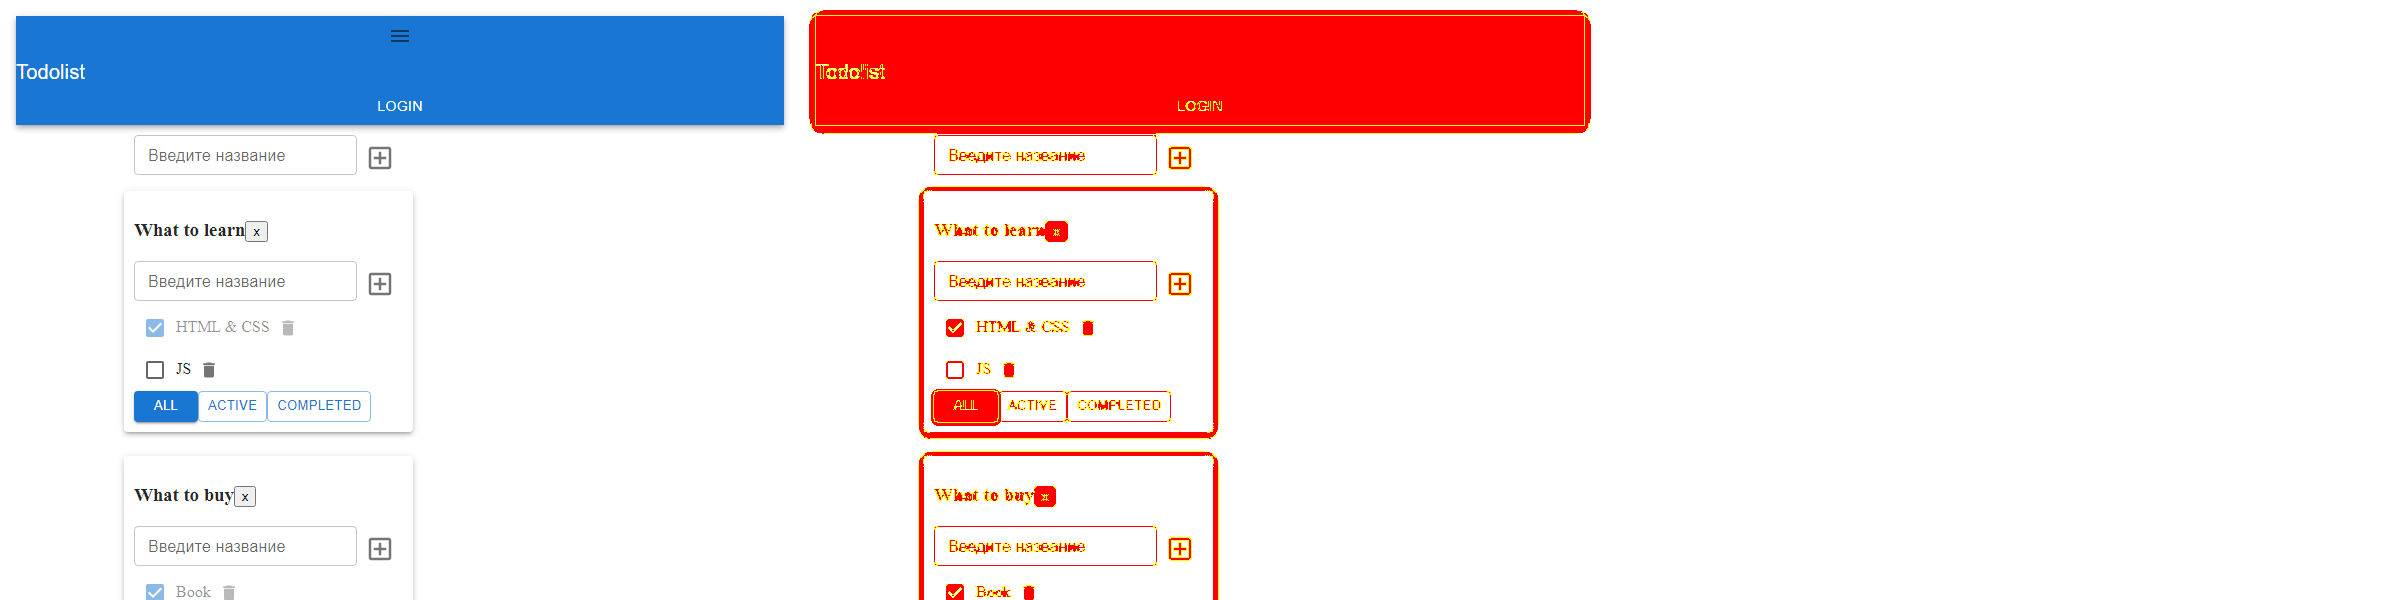 Todolist
LOGIN
Введите название
What to learn x
Введите название
HTML & CSS
JS
ALL ACTIVE COMPLETED
What to buy x
Введите название
Book
Todolist
LOGIN
Введите название
What to learn x
Введите название
HTML & CSS
JS
ALL ACTIVE COMPLETED
What to buy x
Введите название
Book